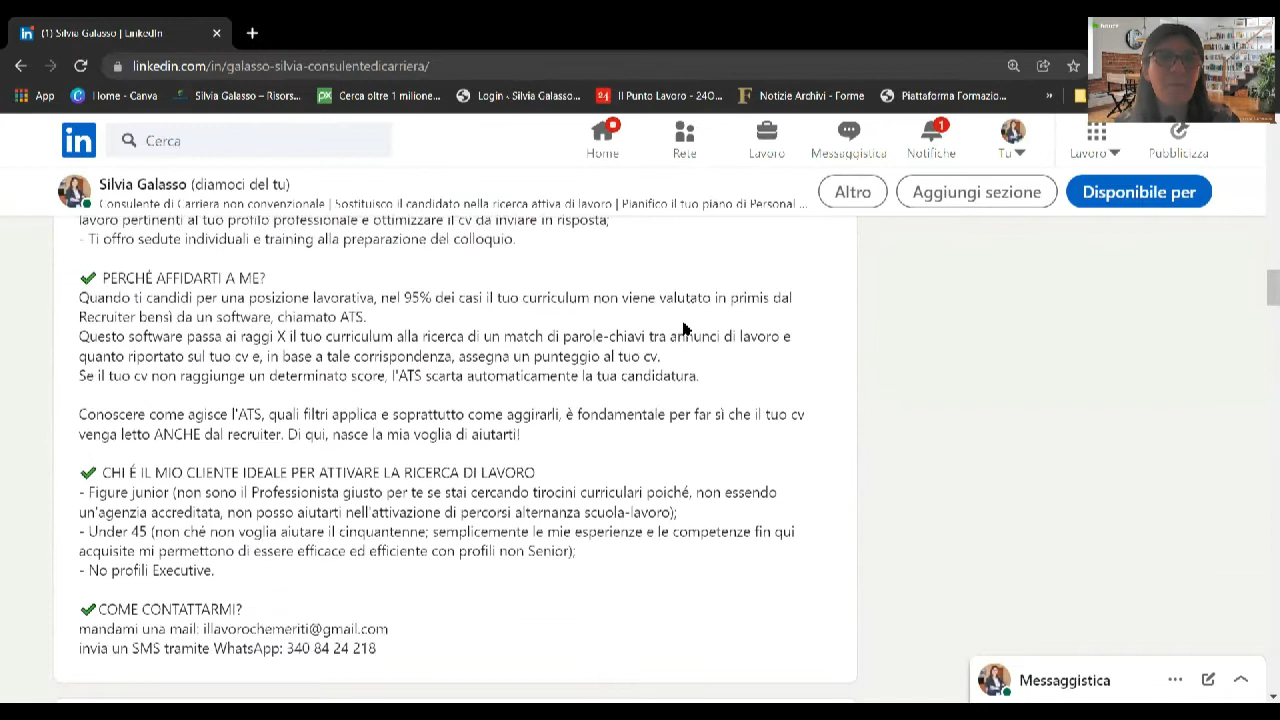 (1) Silvia Galasso | LinkedIn
linkedin.com/in/galasso-silvia-consulentedicarriera/
App
Home - Canva
Silvia Galasso – Risors...
Cerca oltre 1 milione...
Login ‹ Silvia Galasso...
24
Il Punto Lavoro - 24O...
Notizie Archivi - Forme
Piattaforma Formazio...
»
in
Cerca
Home
Rete
Lavoro
Messaggistica
1
Notifiche
Tu
Lavoro
Pubblicizza
Silvia Galasso (diamoci del tu)
Consulente di Carriera non convenzionale | Sostituisco il candidato nella ricerca attiva di lavoro | Pianifico il tuo piano di Personal ...
Altro
Aggiungi sezione
Disponibile per
lavoro pertinenti al tuo profilo professionale e ottimizzare il cv da inviare in risposta;
- Ti offro sedute individuali e training alla preparazione del colloquio.
✔ PERCHÉ AFFIDARTI A ME?
Quando ti candidi per una posizione lavorativa, nel 95% dei casi il tuo curriculum non viene valutato in primis dal
Recruiter bensì da un software, chiamato ATS.
Questo software passa ai raggi X il tuo curriculum alla ricerca di un match di parole-chiavi tra annunci di lavoro e
quanto riportato sul tuo cv e, in base a tale corrispondenza, assegna un punteggio al tuo cv.
Se il tuo cv non raggiunge un determinato score, l'ATS scarta automaticamente la tua candidatura.
Conoscere come agisce l'ATS, quali filtri applica e soprattutto come aggirarli, è fondamentale per far sì che il tuo cv
venga letto ANCHE dal recruiter. Di qui, nasce la mia voglia di aiutarti!
✔ CHI É IL MIO CLIENTE IDEALE PER ATTIVARE LA RICERCA DI LAVORO
- Figure junior (non sono il Professionista giusto per te se stai cercando tirocini curriculari poiché, non essendo
un'agenzia accreditata, non posso aiutarti nell'attivazione di percorsi alternanza scuola-lavoro);
- Under 45 (non ché non voglia aiutare il cinquantenne; semplicemente le mie esperienze e le competenze fin qui
acquisite mi permettono di essere efficace ed efficiente con profili non Senior);
- No profili Executive.
✔COME CONTATTARMI?
mandami una mail: illavorochemeriti@gmail.com
invia un SMS tramite WhatsApp: 340 84 24 218
Messaggistica